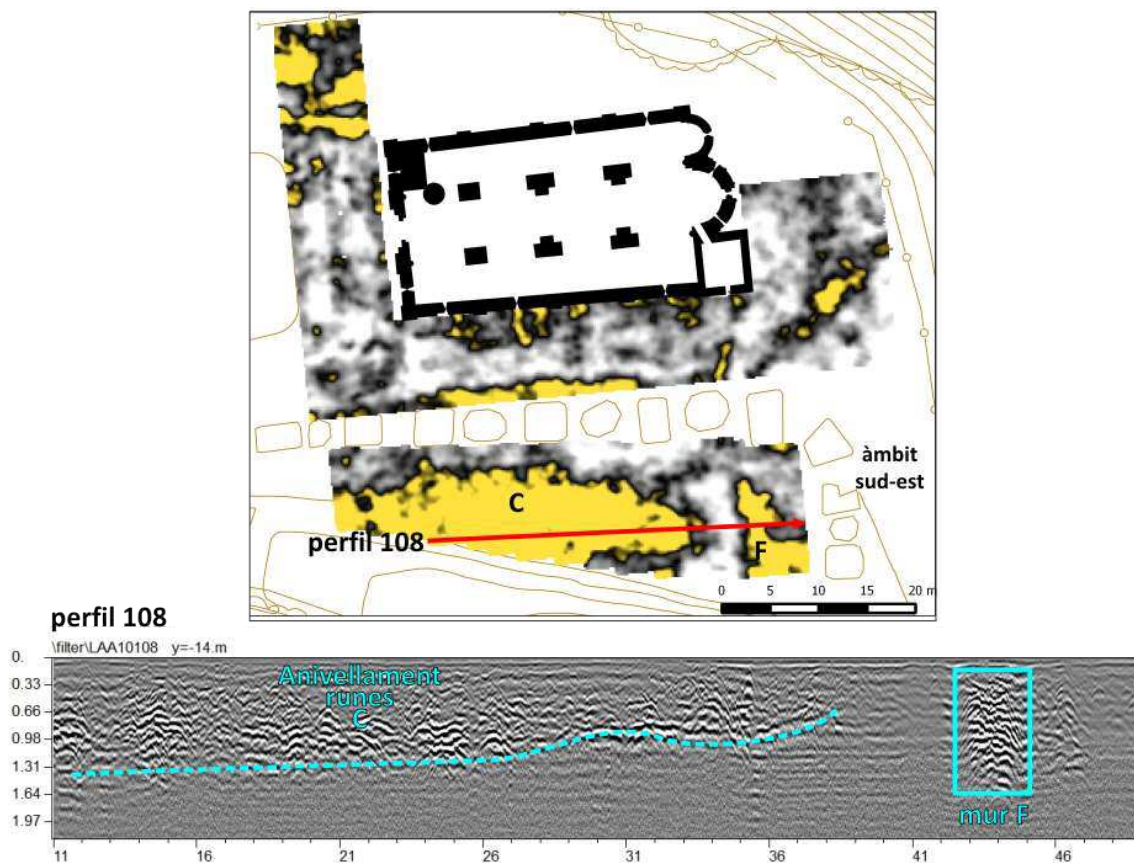 C
àmbit
sud-est
perfil 108
F
0 5 10 15 20 m
perfil 108
\filter\LAA10108 y=-14.m
0.
0.33
0.66
0.98
1.31
1.64
1.97
Anivellament
runes
C
mur F
11 16 21 26 31 36 41 46